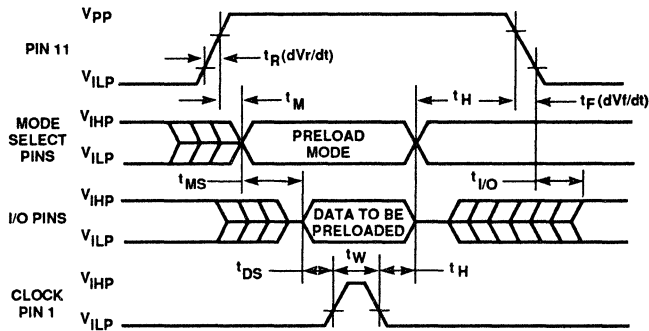 VPP
PIN 11
tR(dVr/dt)
VILP
tM
tH
tF(dVf/dt)
MODE
SELECT
PINS
VIHP
VILP
PRELOAD
MODE
tMS
tI/O
I/O PINS
VIHP
VILP
DATA TO BE
PRELOADED
tDS
tW
tH
CLOCK
PIN 1
VIHP
VILP